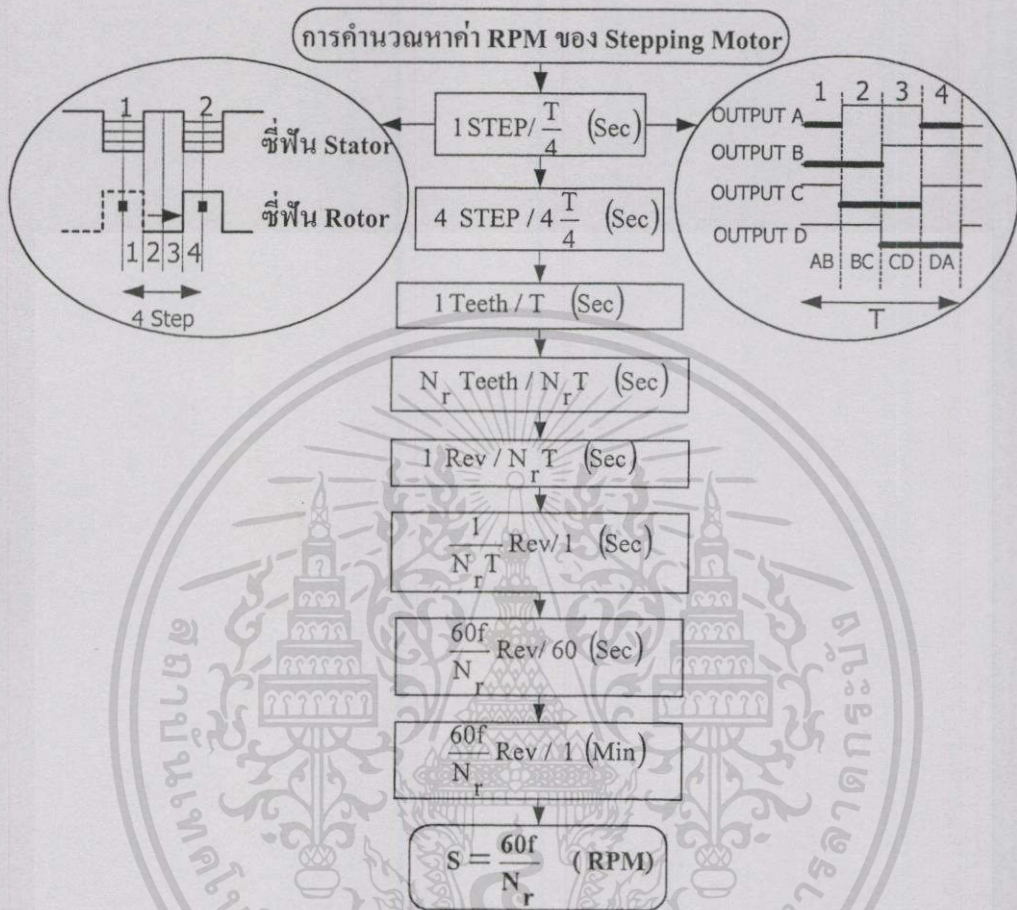 การคำนวณหาค่า RPM ของ Stepping Motor
1 2
ซี่ฟัน Stator
ซี่ฟัน Rotor
1 2 3 4
4 Step
1 STEP/ T/4 (Sec)
4 STEP / 4 T/4 (Sec)
1 Teeth / T (Sec)
N_r Teeth / N_r T (Sec)
1 Rev / N_r T (Sec)
1/N_r T Rev/ 1 (Sec)
60f/N_r Rev/ 60 (Sec)
60f/N_r Rev / 1 (Min)
S = 60f/N_r (RPM)
1 2 3 4
OUTPUT A
OUTPUT B
OUTPUT C
OUTPUT D
AB BC CD DA
T